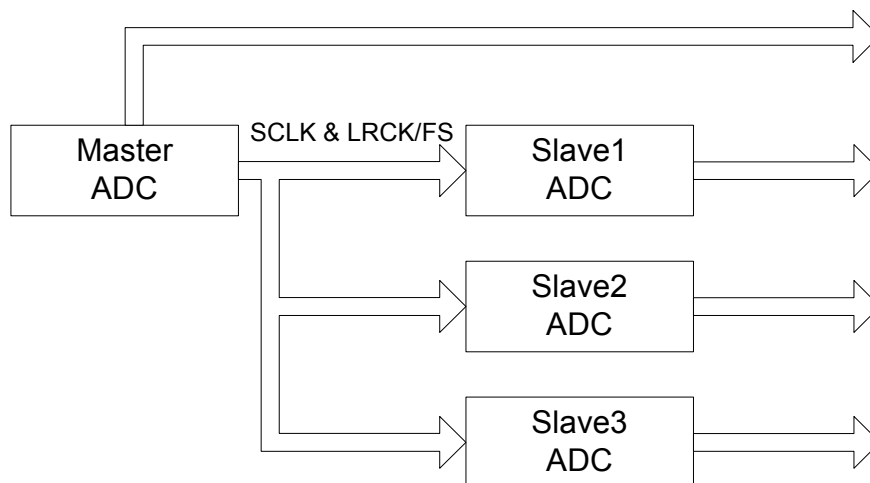 SCLK & LRCK/FS
Master
ADC
Slave1
ADC
Slave2
ADC
Slave3
ADC